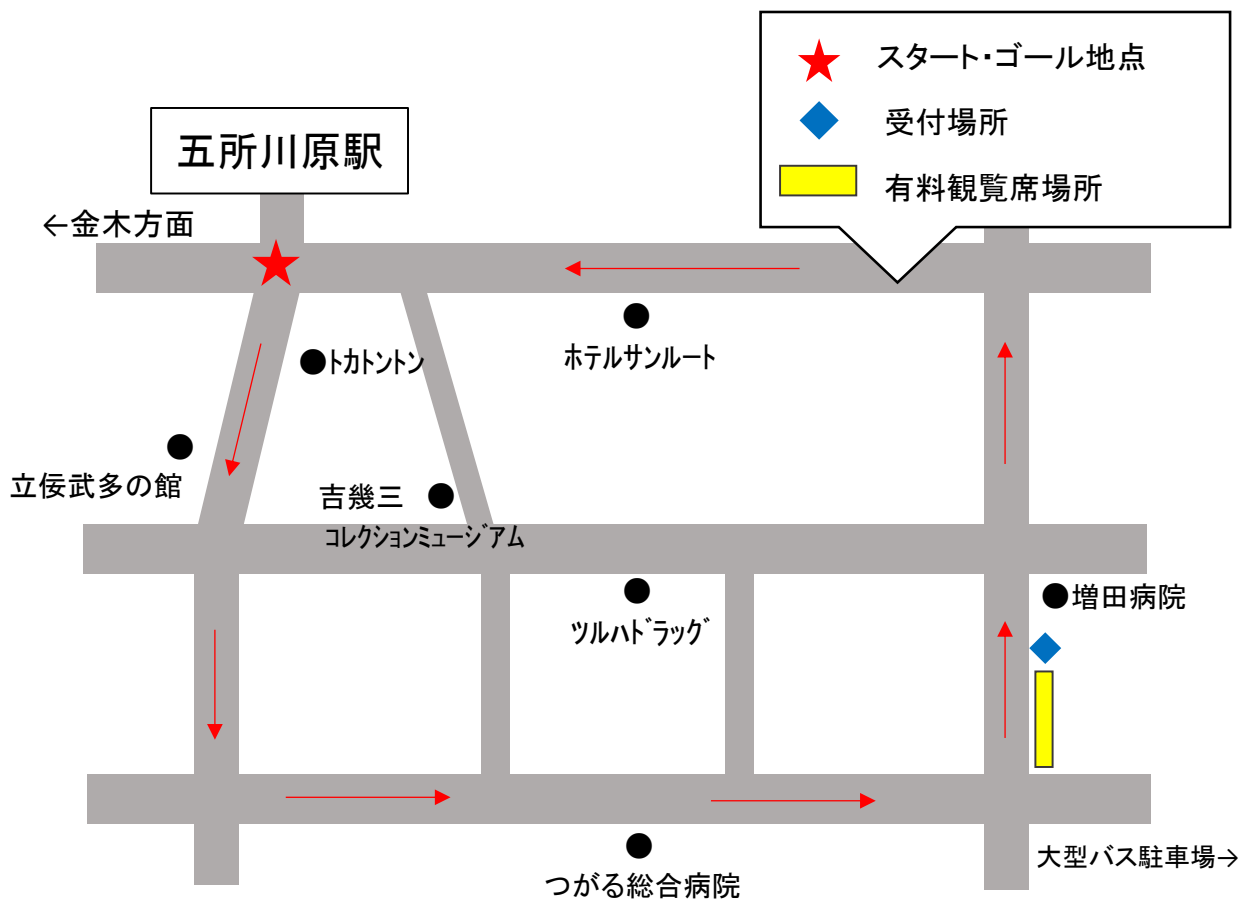 スタート・ゴール地点
受付場所
有料観覧席場所
五所川原駅
←金木方面
ホテルサンルート
トカトントン
立佞武多の館
吉幾三
コレクションミュージアム
ツルハドラッグ
増田病院
つがる総合病院
大型バス駐車場→